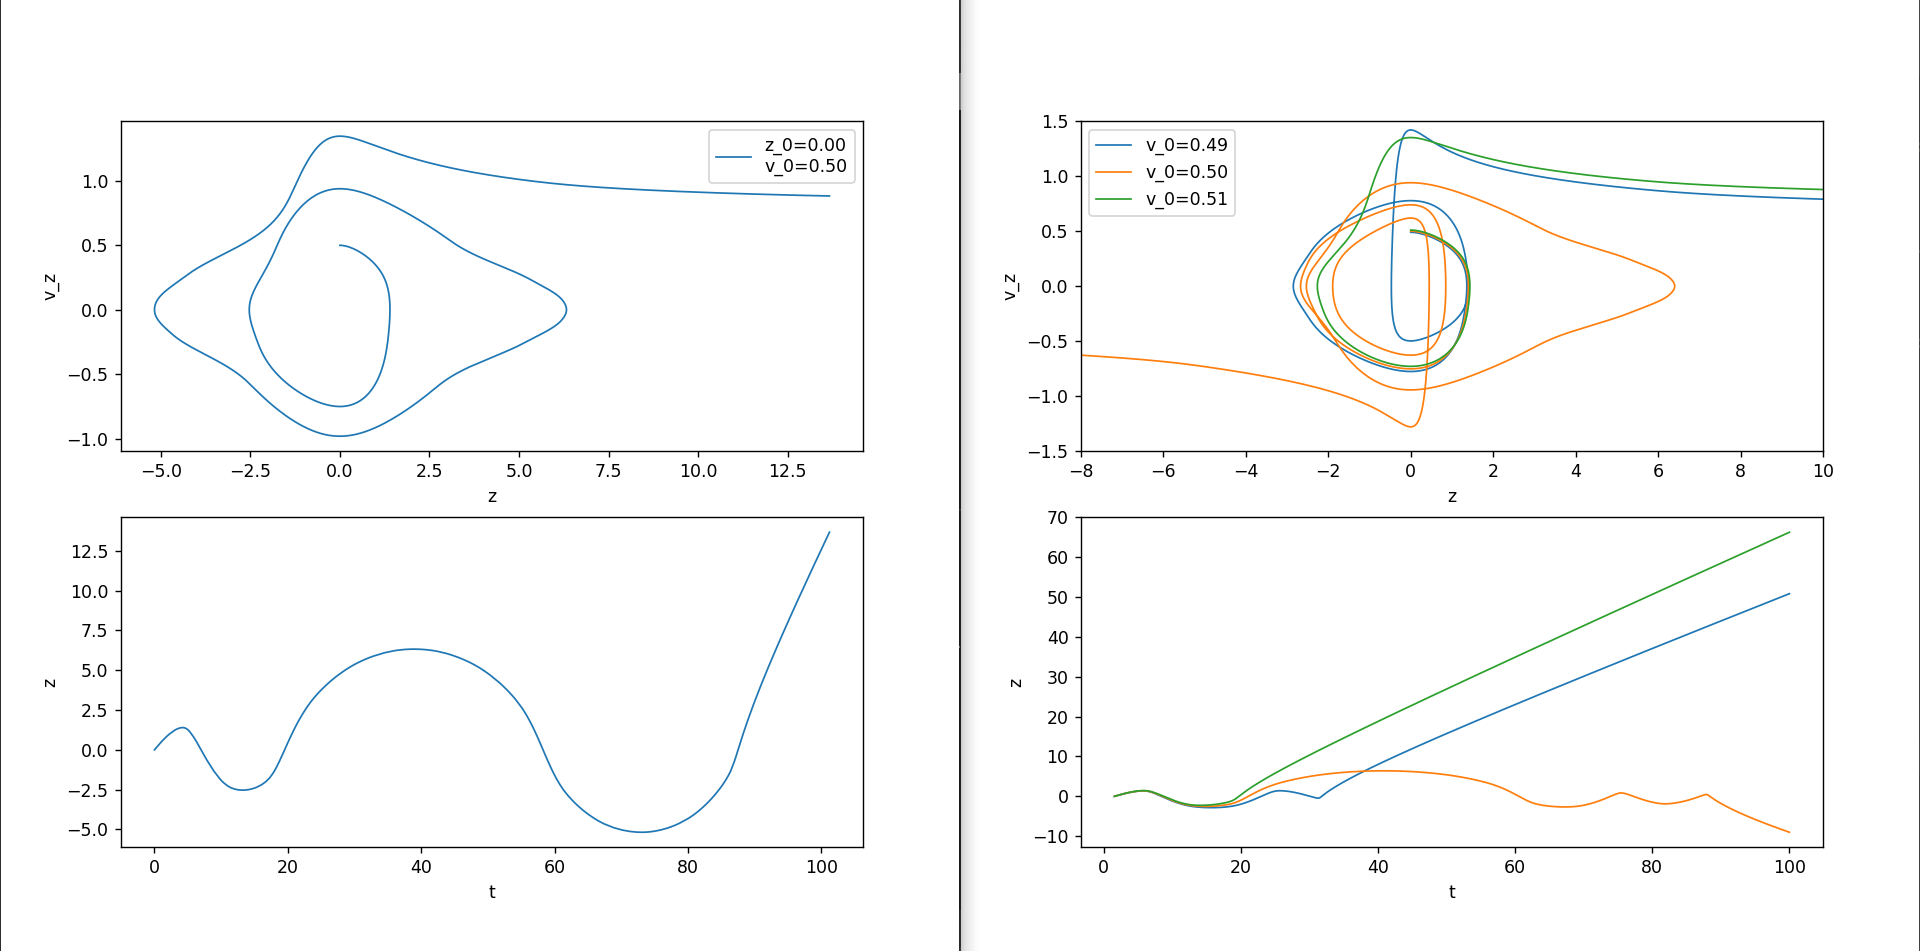 z_0=0.00
v_0=0.50
1.0
0.5
0.0
−0.5
−1.0
v_z
−5.0 −2.5 0.0 2.5 5.0 7.5 10.0 12.5
z
12.5
10.0
7.5
5.0
2.5
0.0
−2.5
−5.0
z
0 20 40 60 80 100
t
v_0=0.49
v_0=0.50
v_0=0.51
1.5
1.0
0.5
0.0
−0.5
−1.0
−1.5
v_z
−8 −6 −4 −2 0 2 4 6 8 10
z
70
60
50
40
30
20
10
0
−10
z
0 20 40 60 80 100
t